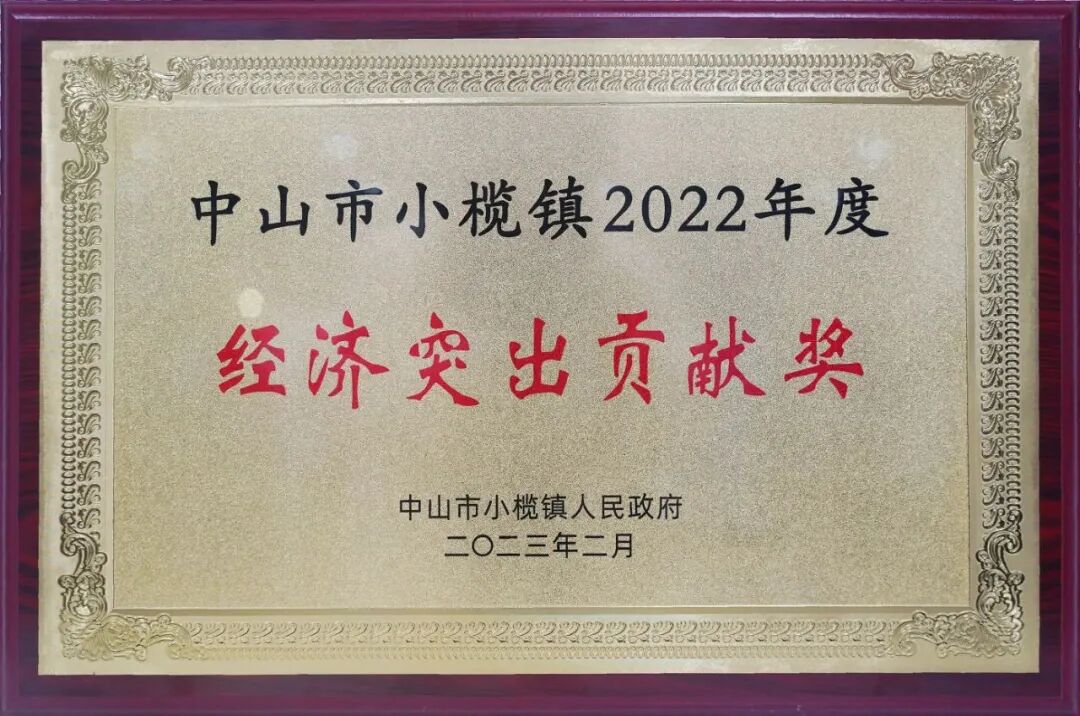 中山市小榄镇2022年度
经济突出贡献奖
中山市小榄镇人民政府
二〇二三年二月